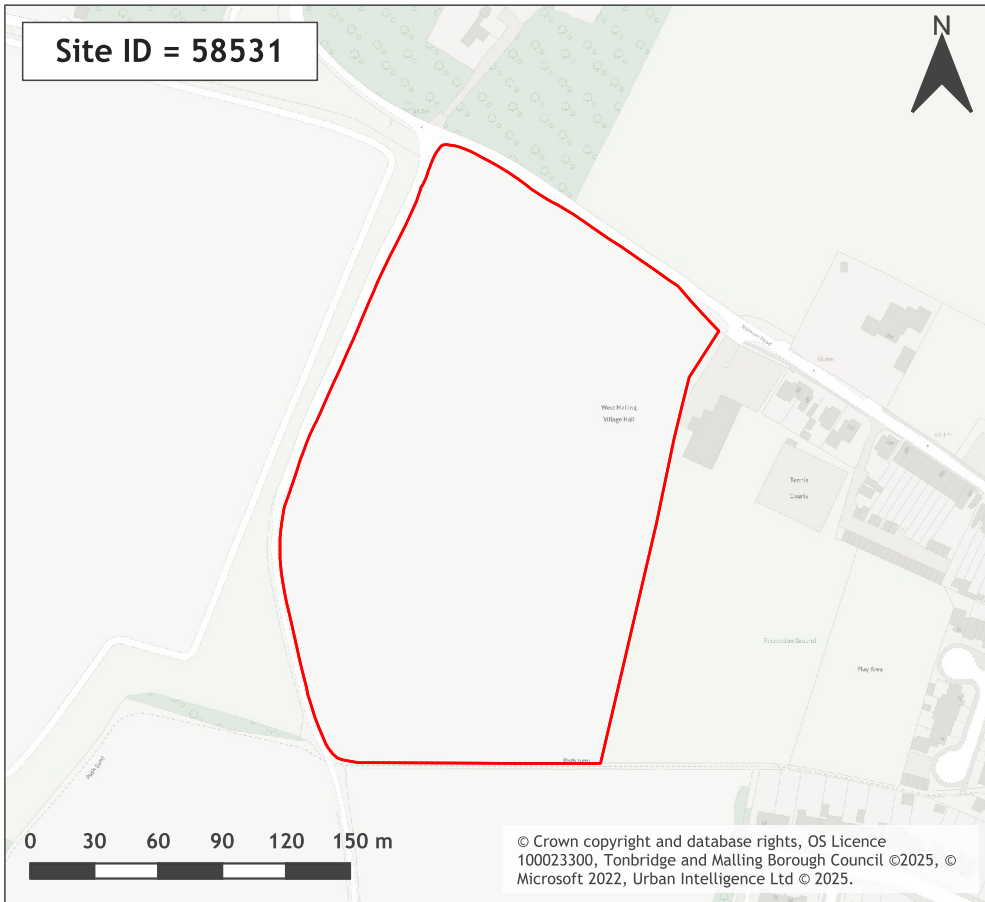 Site ID = 58531
N
Norman Road
West Malling
Village Hall
Tennis
Courts
Recreation Ground
Play Area
Path (um)
Path (um)
0 30 60 90 120 150 m
© Crown copyright and database rights, OS Licence
100023300, Tonbridge and Malling Borough Council ©2025, ©
Microsoft 2022, Urban Intelligence Ltd © 2025.